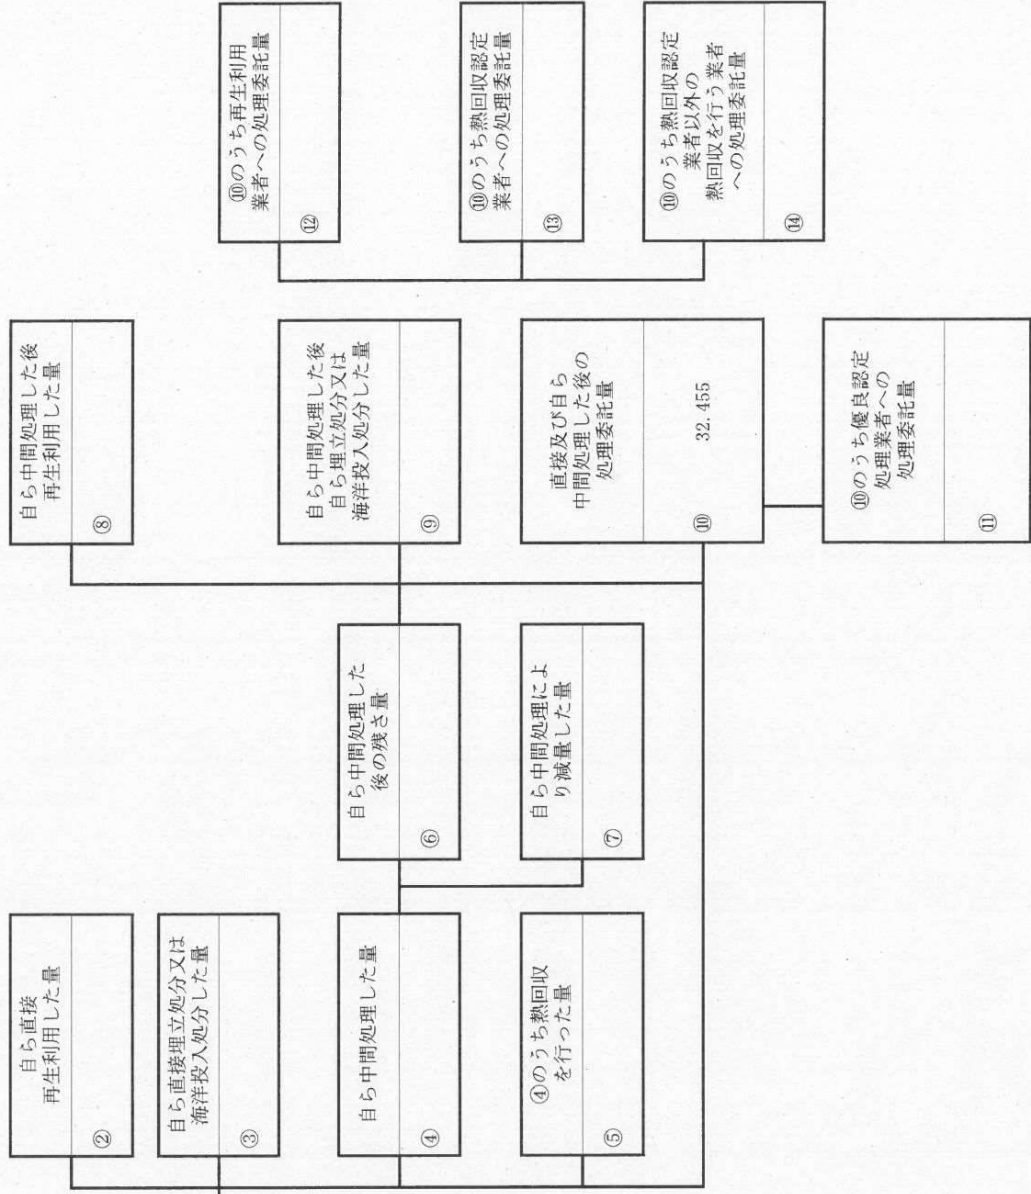 自ら直接
再生利用した量
②
自ら直接埋立処分又は
海洋投入処分した量
③
自ら中間処理した量
④
④のうち熱回収
を行った量
⑤
自ら中間処理した
後の残さ量
⑥
自ら中間処理によ
り減量した量
⑦
自ら中間処理した後
再生利用した量
⑧
自ら中間処理した後
自ら埋立処分又は
海洋投入処分した量
⑨
直接及び自ら
中間処理した後の
処理委託量
⑩
32.455
⑩のうち優良認定
処理業者への
処理委託量
⑪
⑩のうち再生利用
業者への処理委託量
⑫
⑩のうち熱回収認定
業者への処理委託量
⑬
⑩のうち熱回収認定
業者以外の
熱回収を行う業者
への処理委託量
⑭